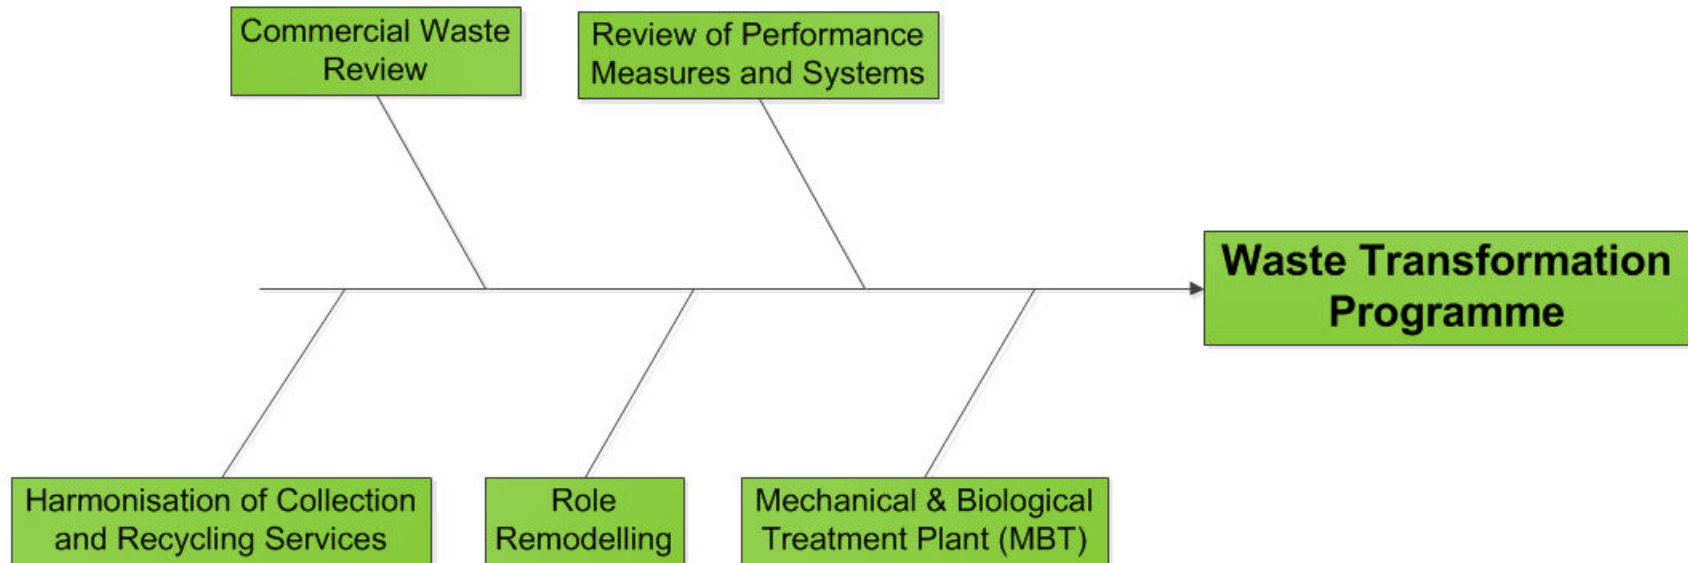 Commercial Waste
Review
Review of Performance
Measures and Systems
Waste Transformation
Programme
Harmonisation of Collection
and Recycling Services
Role
Remodelling
Mechanical & Biological
Treatment Plant (MBT)